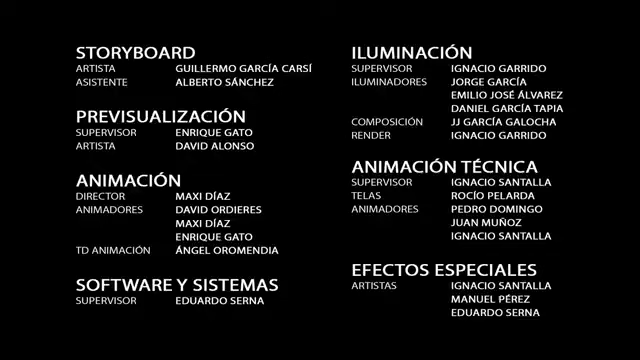 STORYBOARD
ARTISTA GUILLERMO GARCÍA CARSÍ
ASISTENTE ALBERTO SÁNCHEZ
PREVISUALIZACIÓN
SUPERVISOR ENRIQUE GATO
ARTISTA DAVID ALONSO
ANIMACIÓN
DIRECTOR MAXI DÍAZ
ANIMADORES DAVID ORDIERES
MAXI DÍAZ
ENRIQUE GATO
TD ANIMACIÓN ÁNGEL OROMENDIA
SOFTWARE Y SISTEMAS
SUPERVISOR EDUARDO SERNA
ILUMINACIÓN
SUPERVISOR IGNACIO GARRIDO
ILUMINADORES JORGE GARCÍA
EMILIO JOSÉ ÁLVAREZ
DANIEL GARCÍA TAPIA
COMPOSICIÓN JJ GARCÍA GALOCHA
RENDER IGNACIO GARRIDO
ANIMACIÓN TÉCNICA
SUPERVISOR IGNACIO SANTALLA
TELAS ROCÍO PELARDA
ANIMADORES PEDRO DOMINGO
JUAN MUÑOZ
IGNACIO SANTALLA
EFECTOS ESPECIALES
ARTISTAS IGNACIO SANTALLA
MANUEL PÉREZ
EDUARDO SERNA